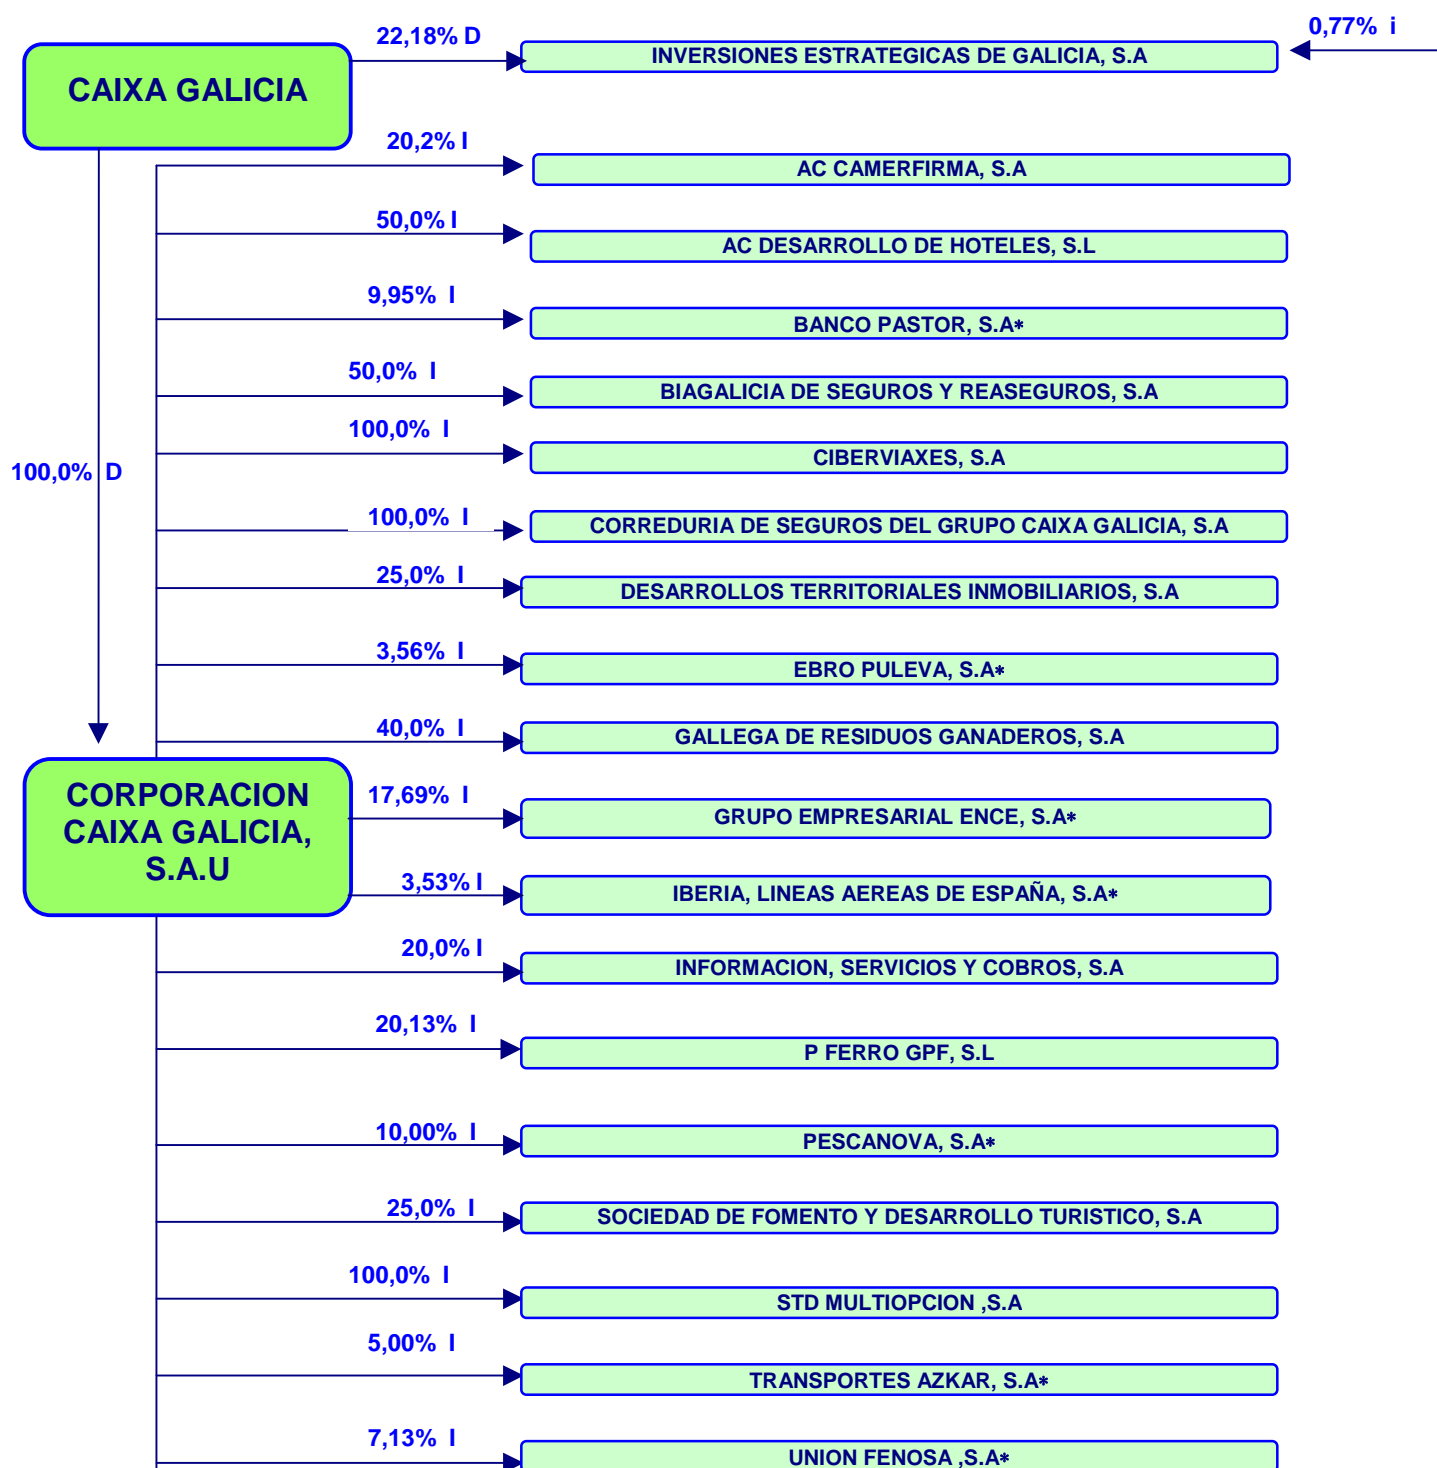 22,18% D
0,77% i
INVERSIONES ESTRATEGICAS DE GALICIA, S.A
CAIXA GALICIA
20,2% I
AC CAMERFIRMA, S.A
50,0% I
AC DESARROLLO DE HOTELES, S.L
9,95% I
BANCO PASTOR, S.A*
50,0% I
BIAGALICIA DE SEGUROS Y REASEGUROS, S.A
100,0% I
CIBERVIAXES, S.A
100,0% D
100,0% I
CORREDURIA DE SEGUROS DEL GRUPO CAIXA GALICIA, S.A
25,0% I
DESARROLLOS TERRITORIALES INMOBILIARIOS, S.A
3,56% I
EBRO PULEVA, S.A*
40,0% I
GALLEGA DE RESIDUOS GANADEROS, S.A
CORPORACION
CAIXA GALICIA,
S.A.U
17,69% I
GRUPO EMPRESARIAL ENCE, S.A*
3,53% I
IBERIA, LINEAS AEREAS DE ESPAÑA, S.A*
20,0% I
INFORMACION, SERVICIOS Y COBROS, S.A
20,13% I
P FERRO GPF, S.L
10,00% I
PESCANOVA, S.A*
25,0% I
SOCIEDAD DE FOMENTO Y DESARROLLO TURISTICO, S.A
100,0% I
STD MULTIOPCION ,S.A
5,00% I
TRANSPORTES AZKAR, S.A*
7,13% I
UNION FENOSA ,S.A*